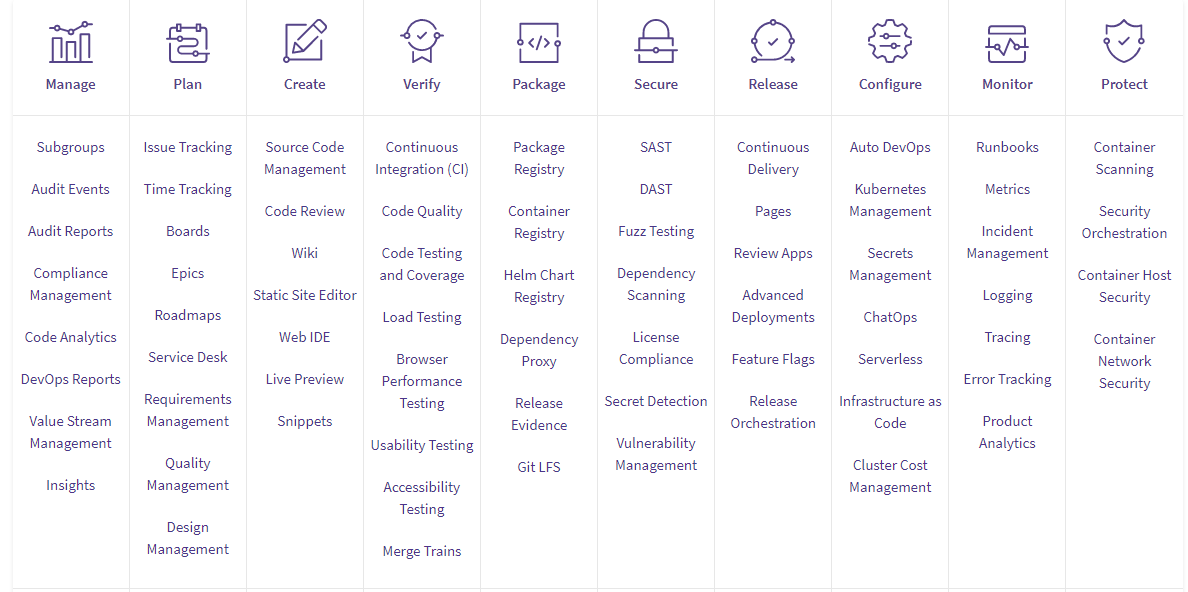 Manage
Plan
Create
Verify
Package
Secure
Release
Configure
Monitor
Protect
Subgroups
Audit Events
Audit Reports
Compliance
Management
Code Analytics
DevOps Reports
Value Stream
Management
Insights
Issue Tracking
Time Tracking
Boards
Epics
Roadmaps
Service Desk
Requirements
Management
Quality
Management
Design
Management
Source Code
Management
Code Review
Wiki
Static Site Editor
Web IDE
Live Preview
Snippets
Continuous
Integration (CI)
Code Quality
Code Testing
and Coverage
Load Testing
Browser
Performance
Testing
Usability Testing
Accessibility
Testing
Merge Trains
Package
Registry
Container
Registry
Helm Chart
Registry
Dependency
Proxy
Release
Evidence
Git LFS
SAST
DAST
Fuzz Testing
Dependency
Scanning
License
Compliance
Secret Detection
Vulnerability
Management
Continuous
Delivery
Pages
Review Apps
Advanced
Deployments
Feature Flags
Release
Orchestration
Auto DevOps
Kubernetes
Management
Secrets
Management
ChatOps
Serverless
Infrastructure as
Code
Cluster Cost
Management
Runbooks
Metrics
Incident
Management
Logging
Tracing
Error Tracking
Product
Analytics
Container
Scanning
Security
Orchestration
Container Host
Security
Container
Network
Security